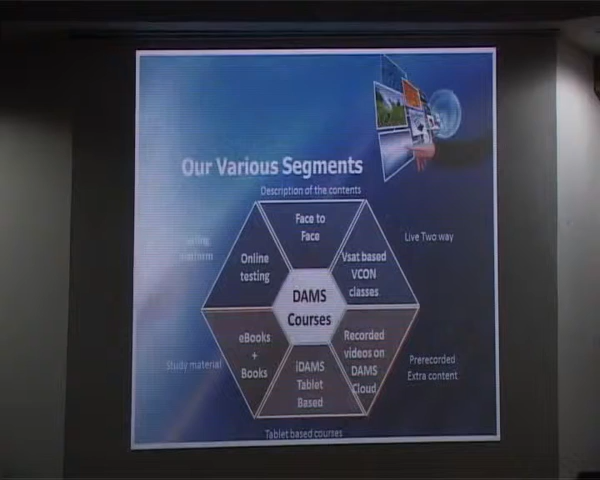 Our Various Segments
Description of the contents
Face to
Face
Live Two way
Vsat based
VCON
classes
Online
testing
DAMS
Courses
eBooks
+
Books
Recorded
videos on
DAMS
Cloud
Study material
Prerecorded
Extra content
iDAMS
Tablet
Based
Tablet based courses